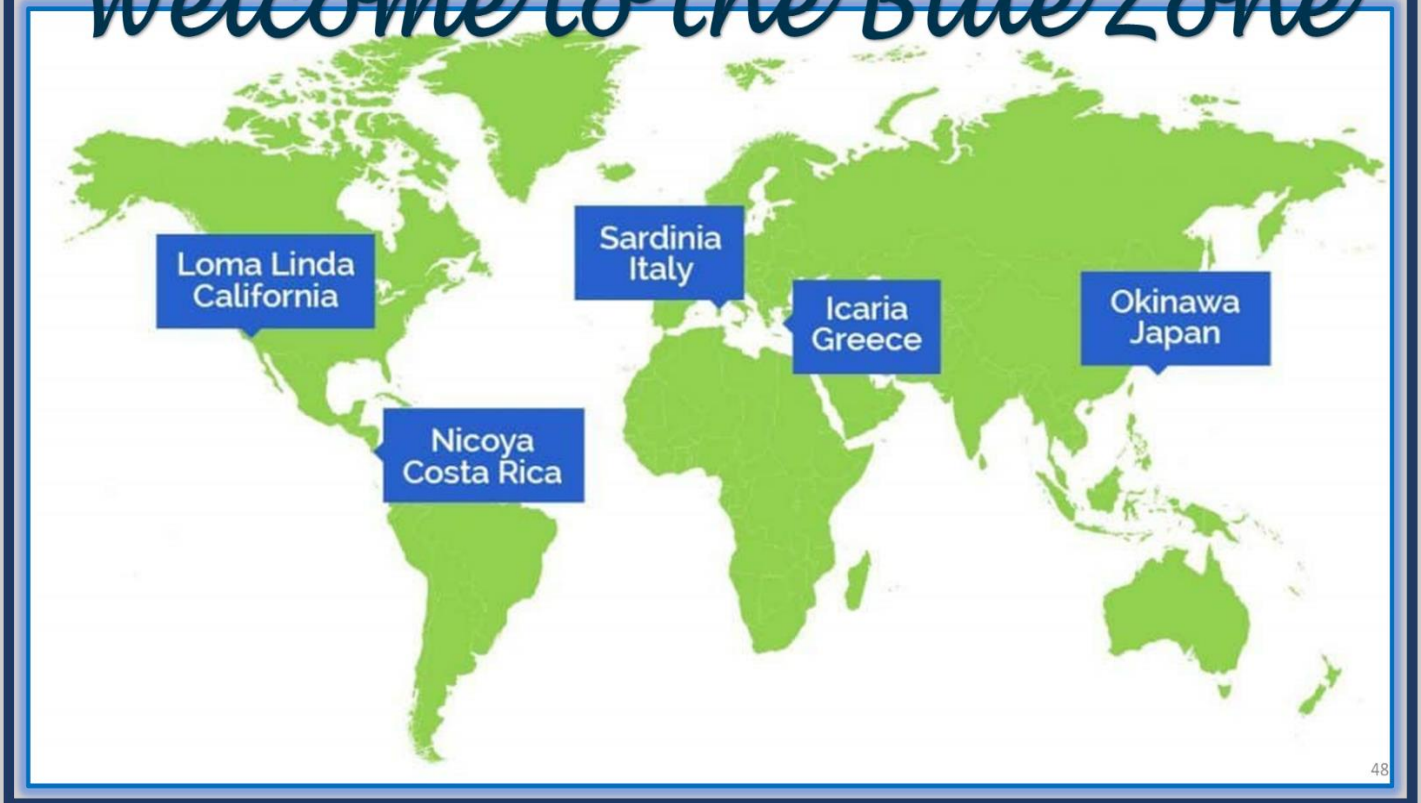 Welcome to the Blue Zone
Loma Linda
California
Sardinia
Italy
Icaria
Greece
Okinawa
Japan
Nicoya
Costa Rica
48